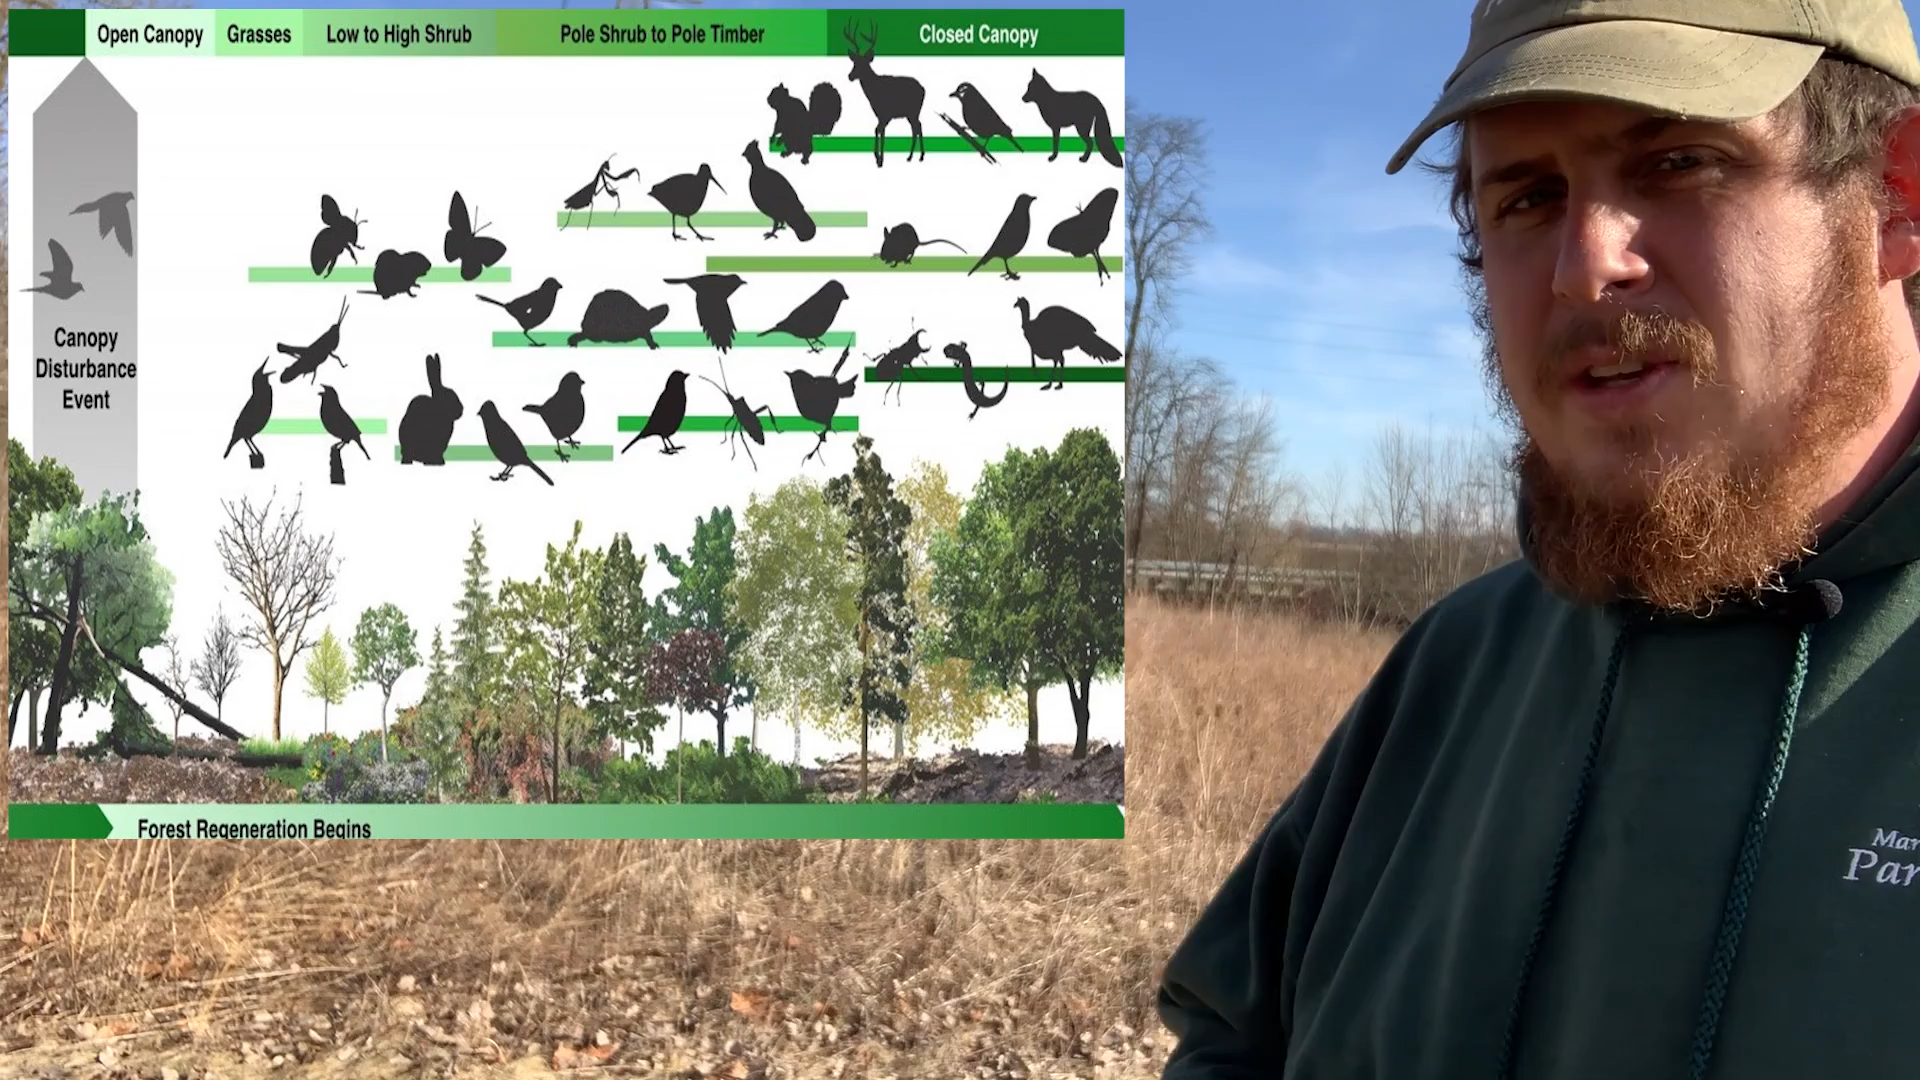 Open Canopy
Grasses
Low to High Shrub
Pole Shrub to Pole Timber
Closed Canopy
Canopy
Disturbance
Event
Forest Regeneration Begins